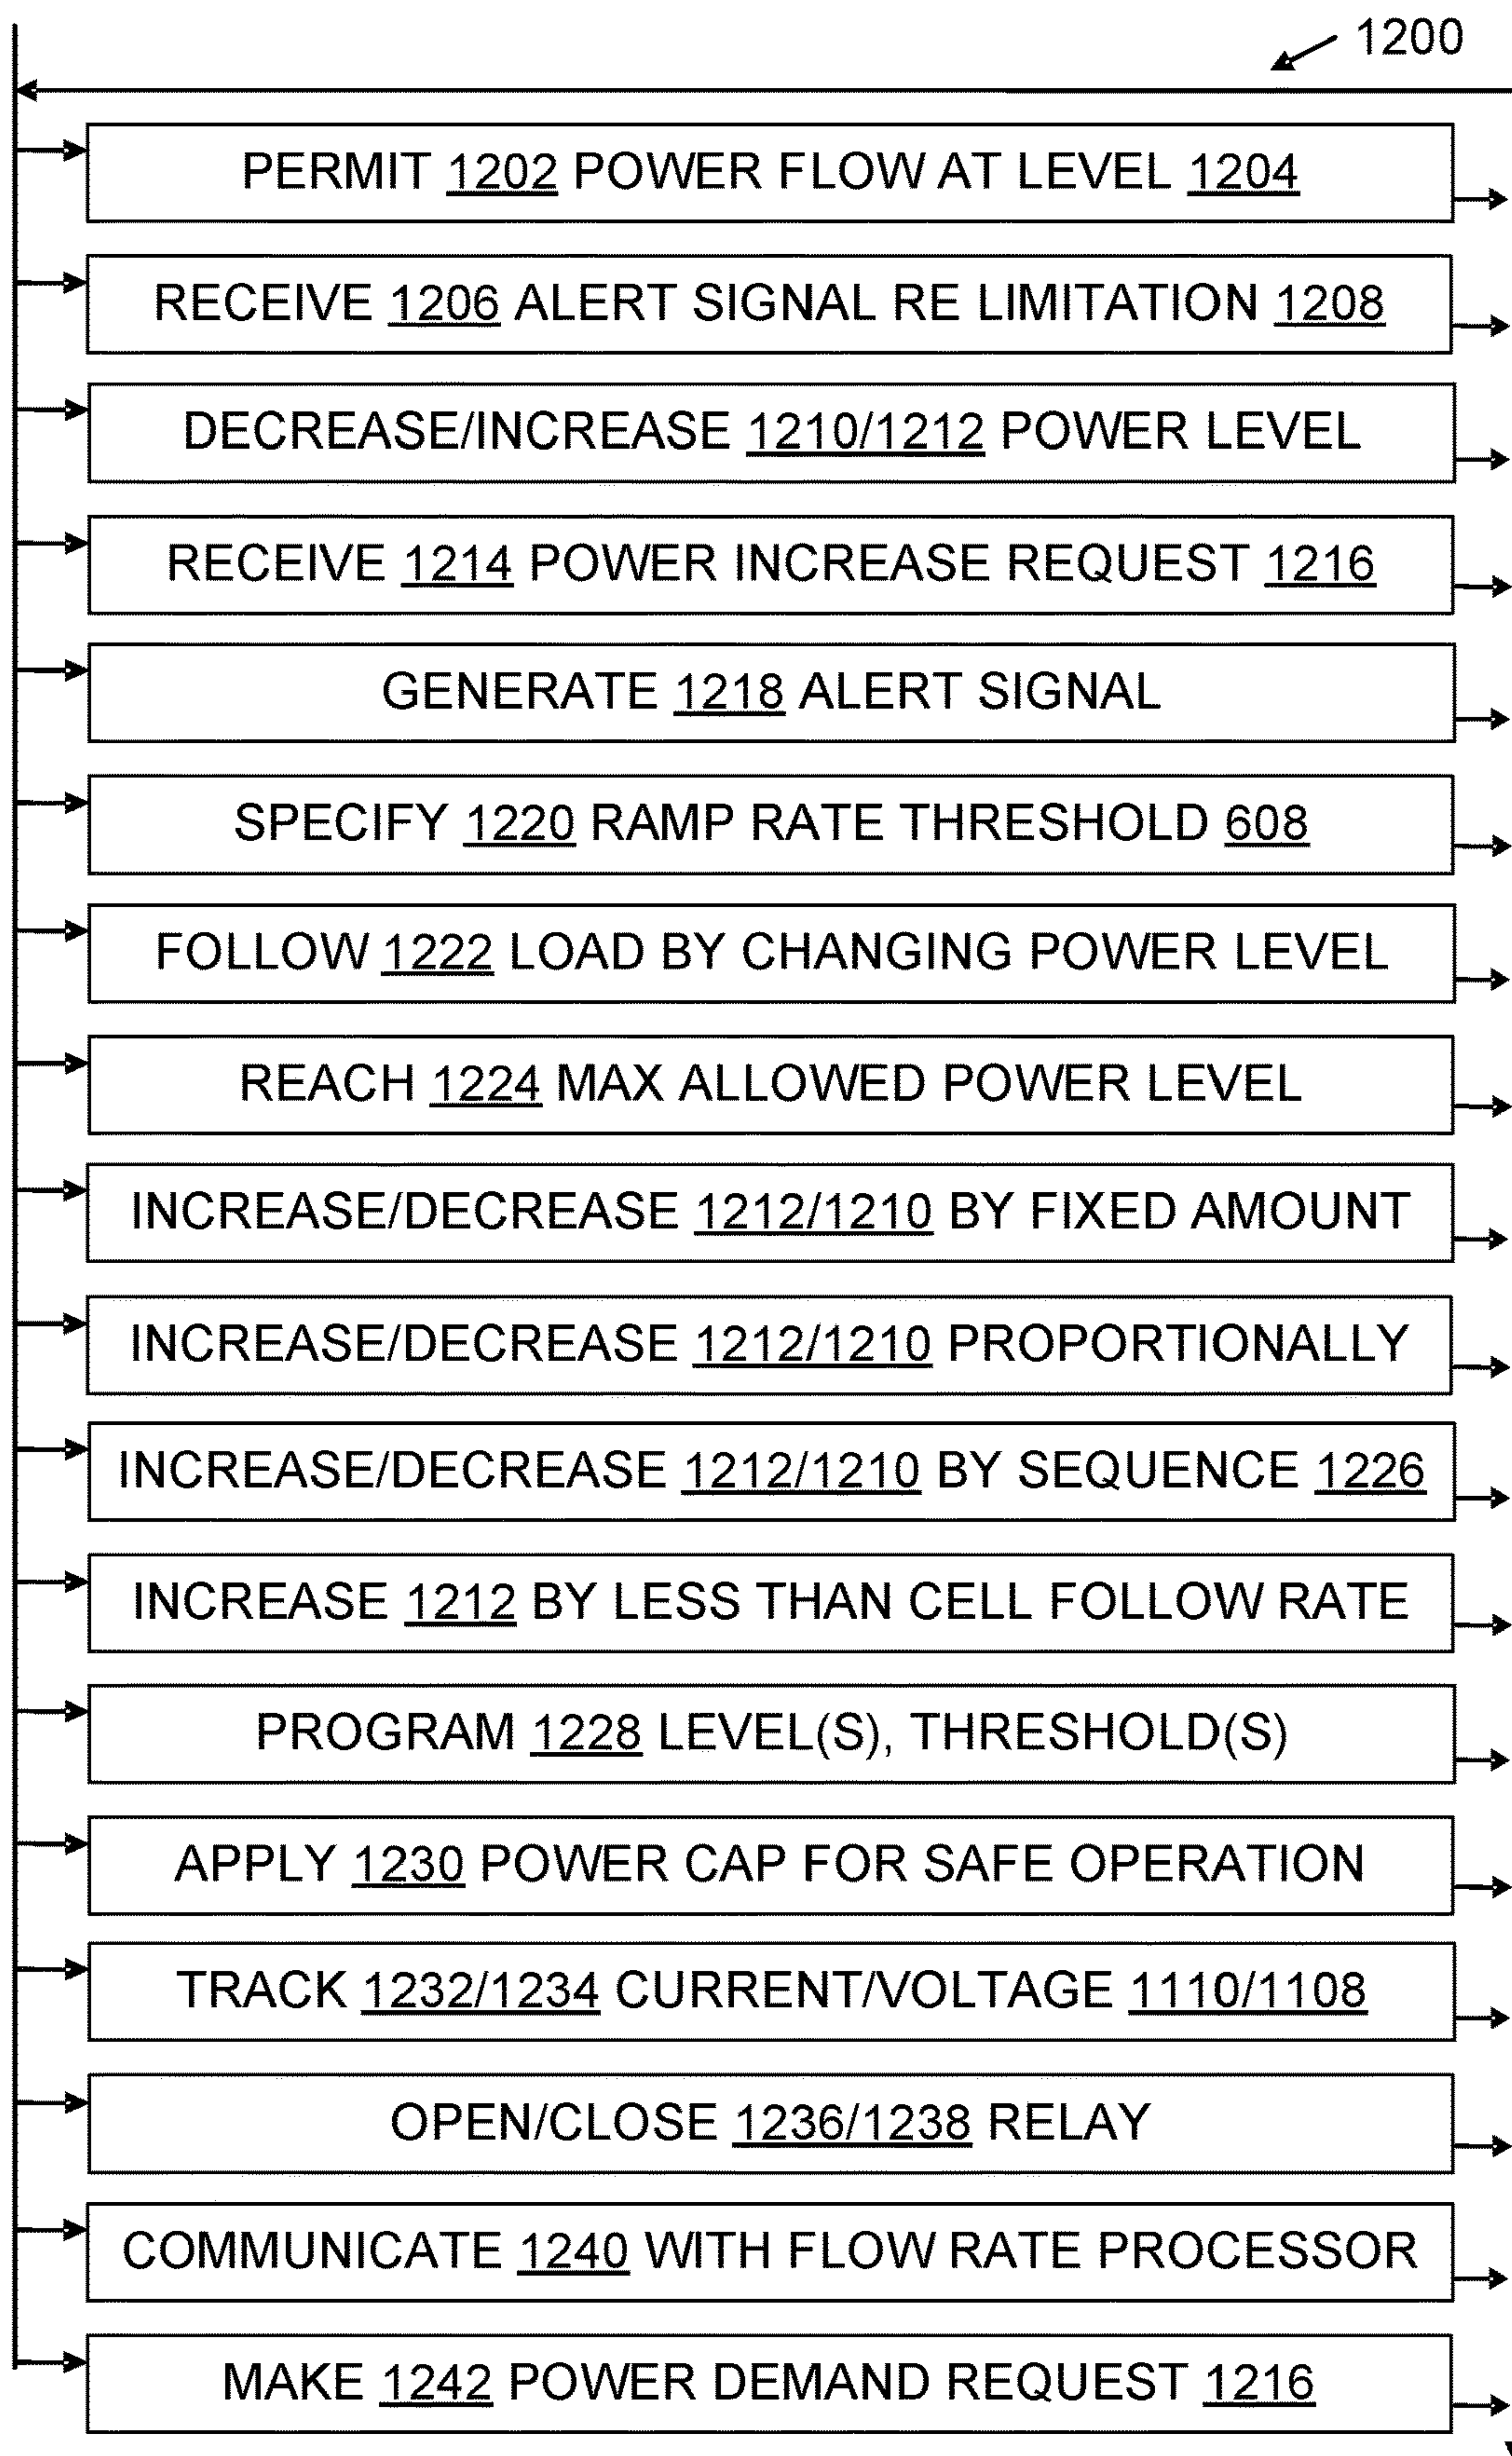 1200
PERMIT 1202 POWER FLOW AT LEVEL 1204
RECEIVE 1206 ALERT SIGNAL RE LIMITATION 1208
DECREASE/INCREASE 1210/1212 POWER LEVEL
RECEIVE 1214 POWER INCREASE REQUEST 1216
GENERATE 1218 ALERT SIGNAL
SPECIFY 1220 RAMP RATE THRESHOLD 608
FOLLOW 1222 LOAD BY CHANGING POWER LEVEL
REACH 1224 MAX ALLOWED POWER LEVEL
INCREASE/DECREASE 1212/1210 BY FIXED AMOUNT
INCREASE/DECREASE 1212/1210 PROPORTIONALLY
INCREASE/DECREASE 1212/1210 BY SEQUENCE 1226
INCREASE 1212 BY LESS THAN CELL FOLLOW RATE
PROGRAM 1228 LEVEL(S), THRESHOLD(S)
APPLY 1230 POWER CAP FOR SAFE OPERATION
TRACK 1232/1234 CURRENT/VOLTAGE 1110/1108
OPEN/CLOSE 1236/1238 RELAY
COMMUNICATE 1240 WITH FLOW RATE PROCESSOR
MAKE 1242 POWER DEMAND REQUEST 1216